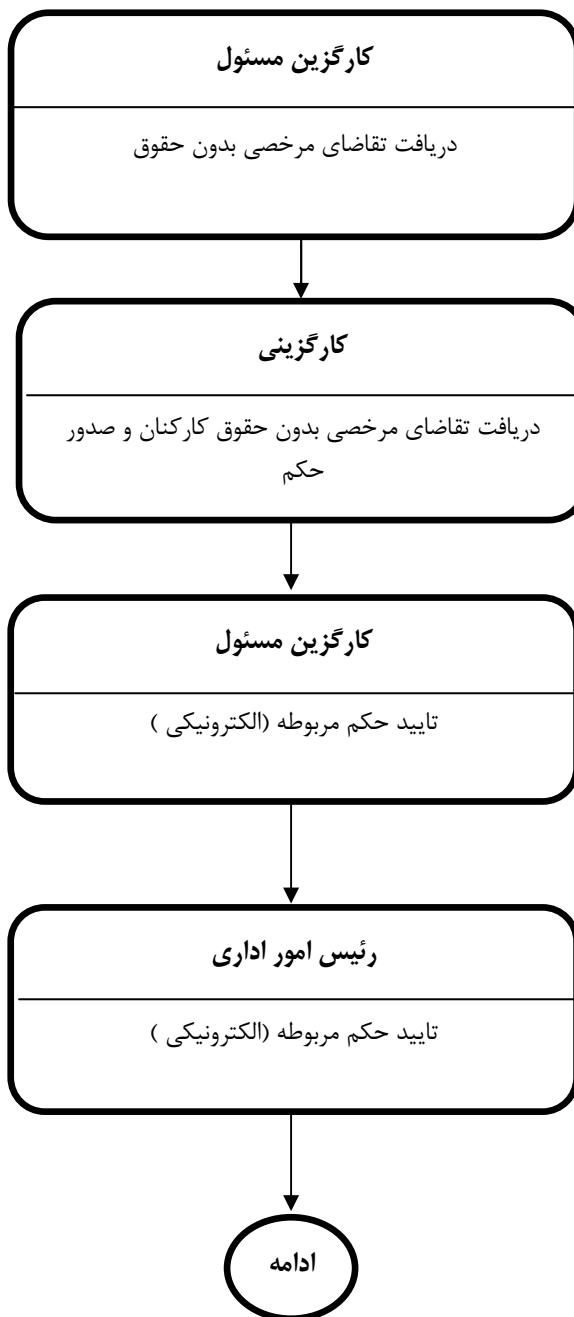 کارگزین مسئول
دریافت تقاضای مرخصی بدون حقوق
کارگزینی
دریافت تقاضای مرخصی بدون حقوق کارکنان و صدور
حکم
کارگزین مسئول
تایید حکم مربوطه (الکترونیکی )
رئیس امور اداری
تایید حکم مربوطه (الکترونیکی )
ادامه